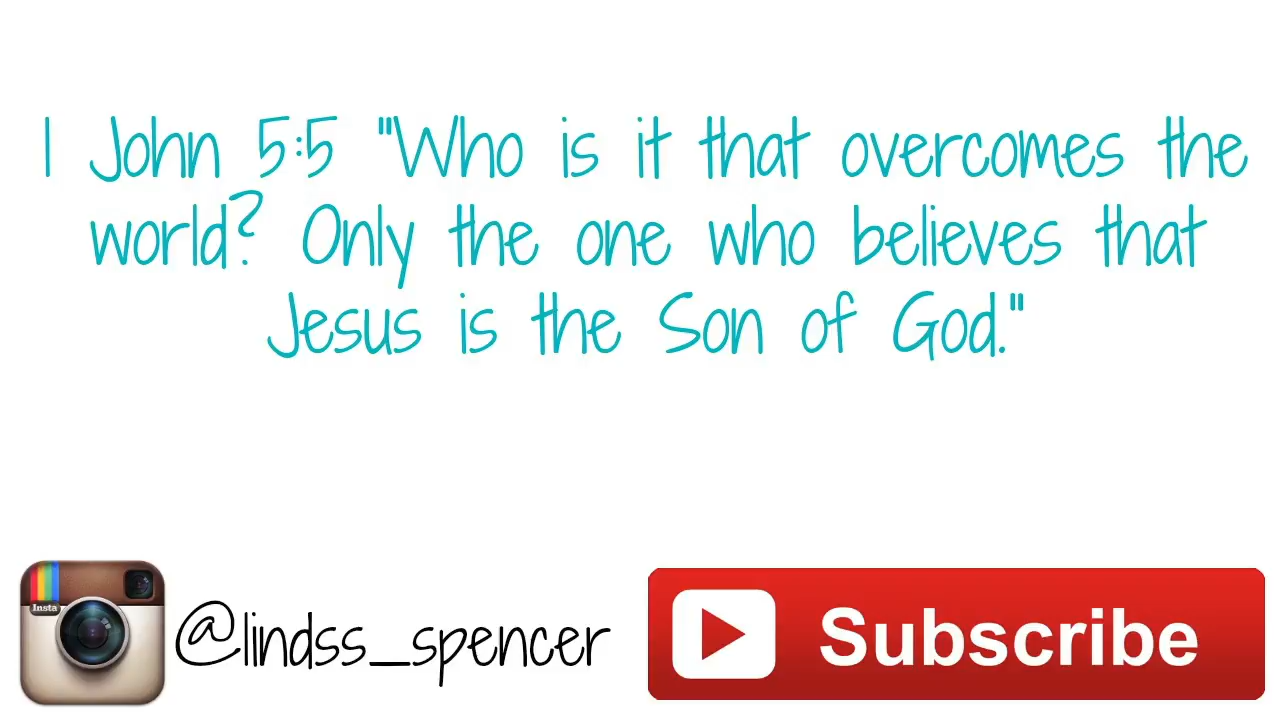 1 John 5:5 "Who is it that overcomes the
world? Only the one who believes that
Jesus is the Son of God."
Insta
@lindss_spencer
Subscribe